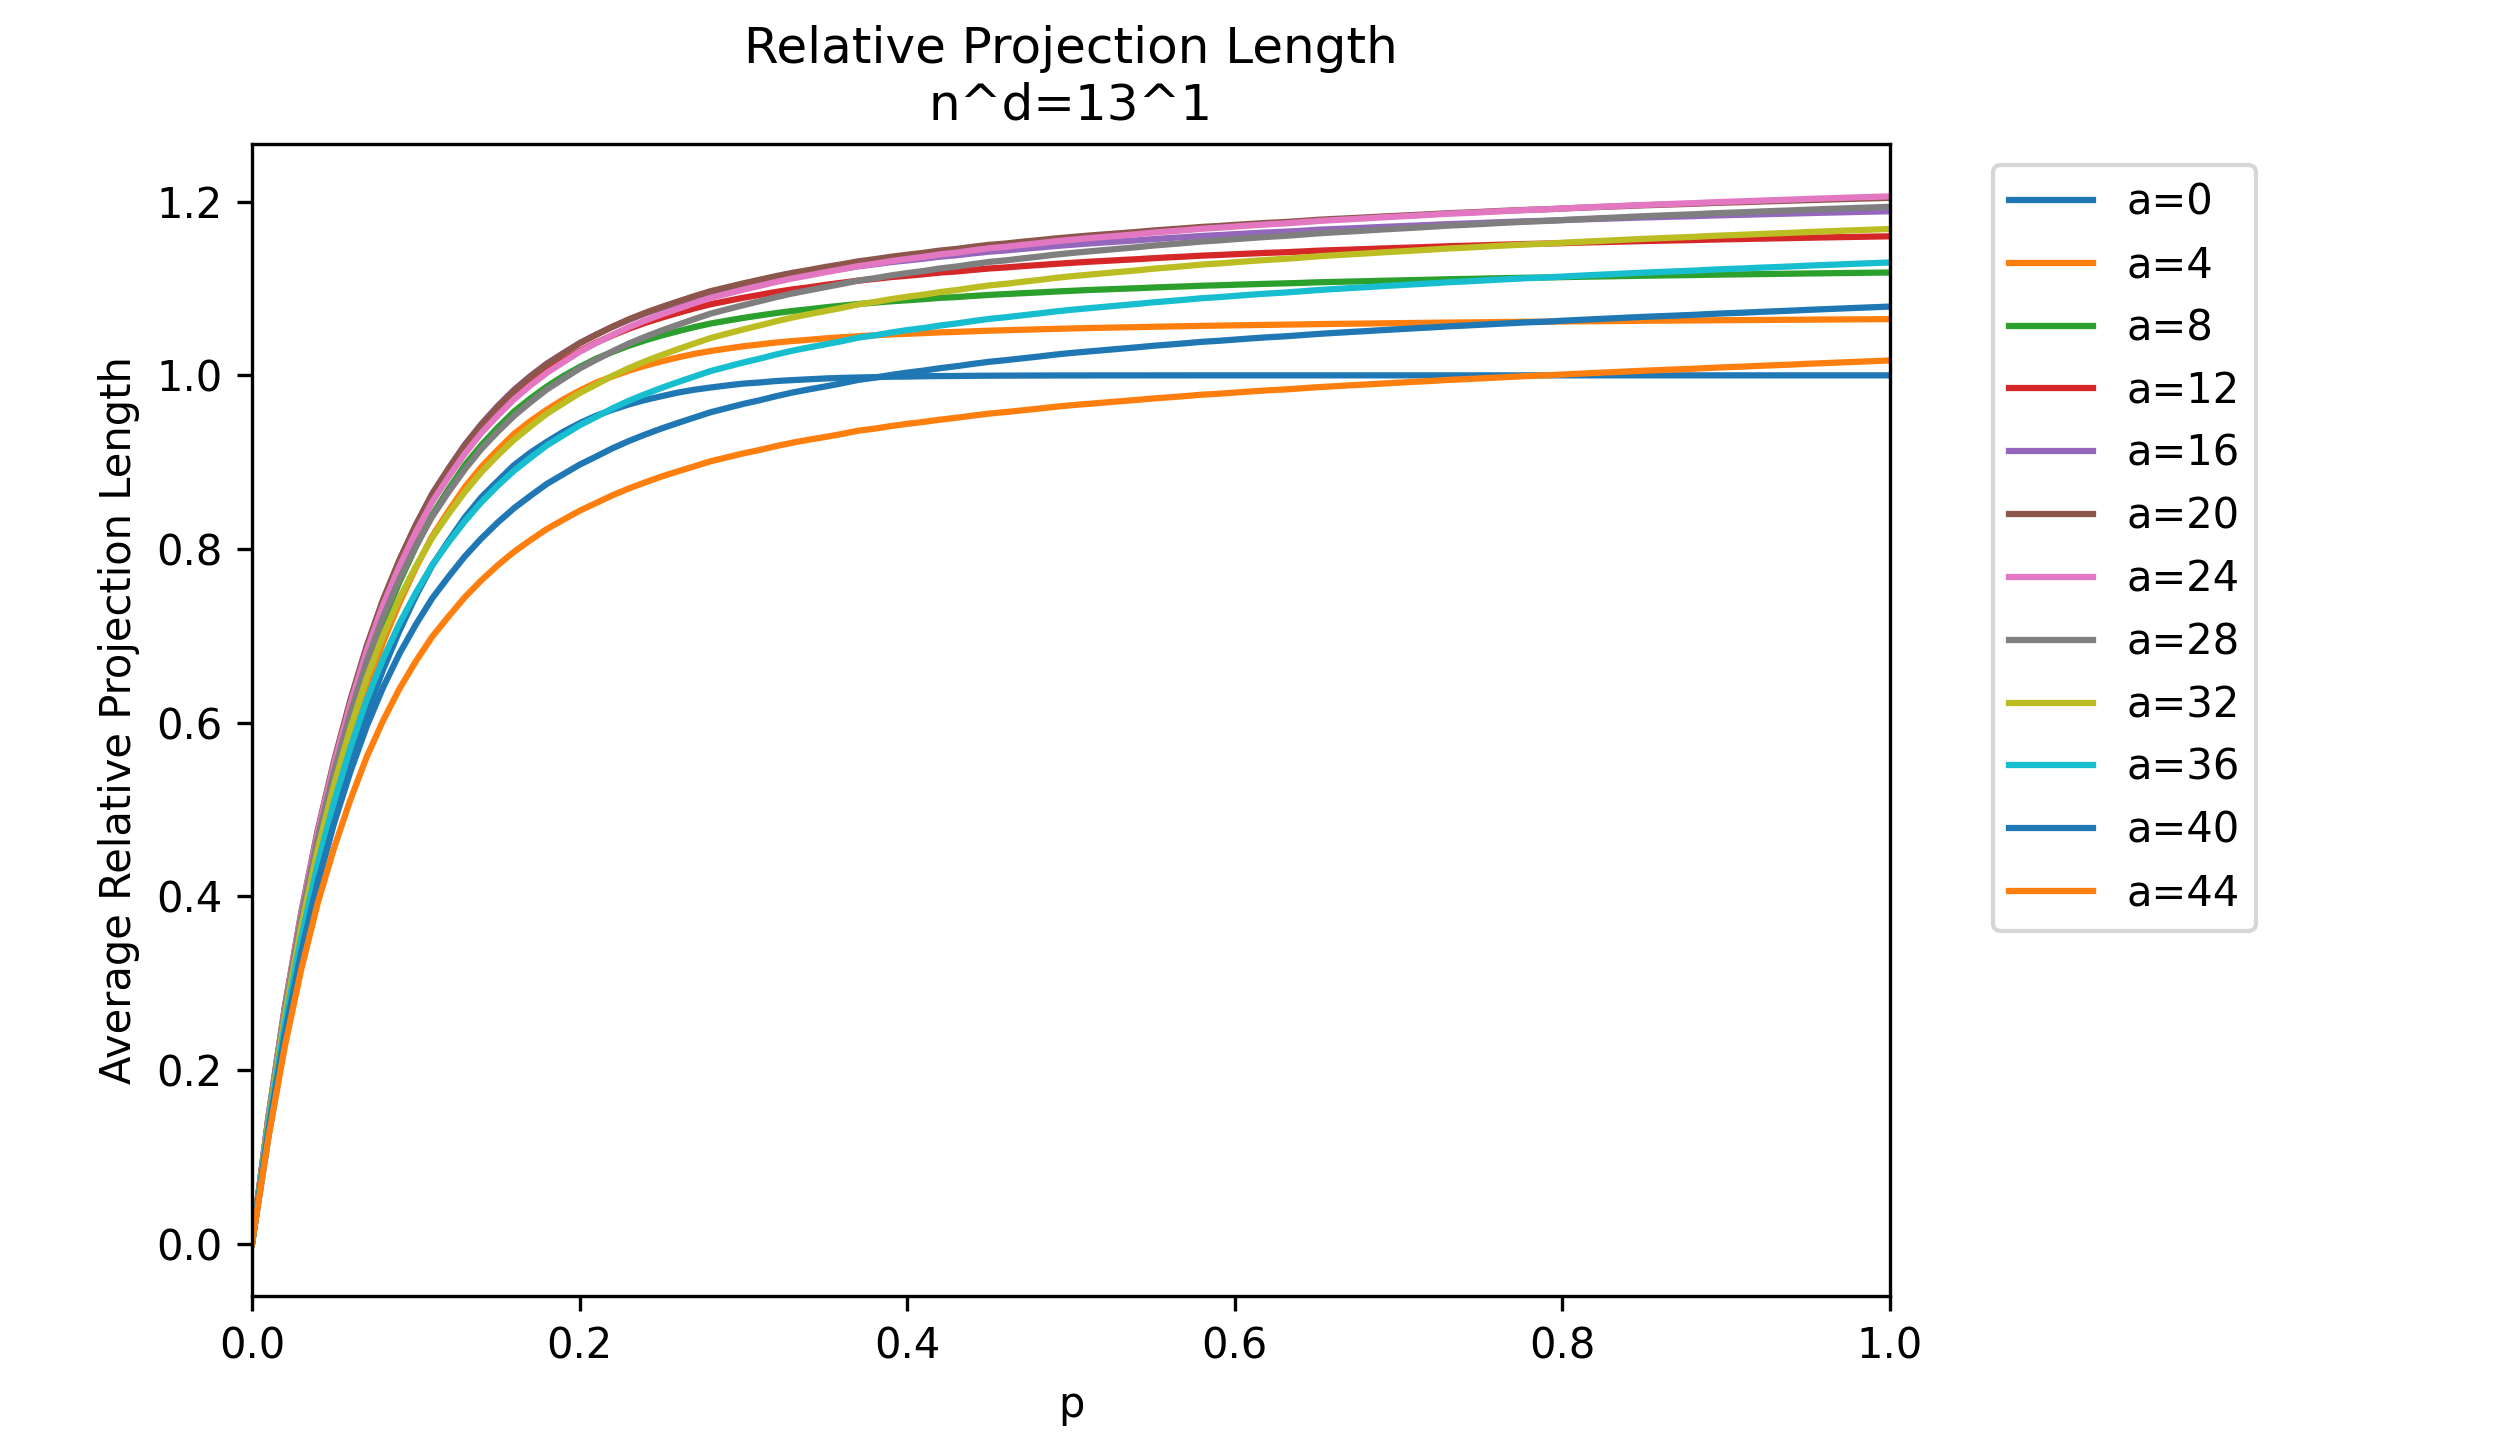 Relative Projection Length
n^d=13^1
Average Relative Projection Length
1.2
1.0
0.8
0.6
0.4
0.2
0.0
0.0 0.2 0.4 0.6 0.8 1.0
p
a=0
a=4
a=8
a=12
a=16
a=20
a=24
a=28
a=32
a=36
a=40
a=44